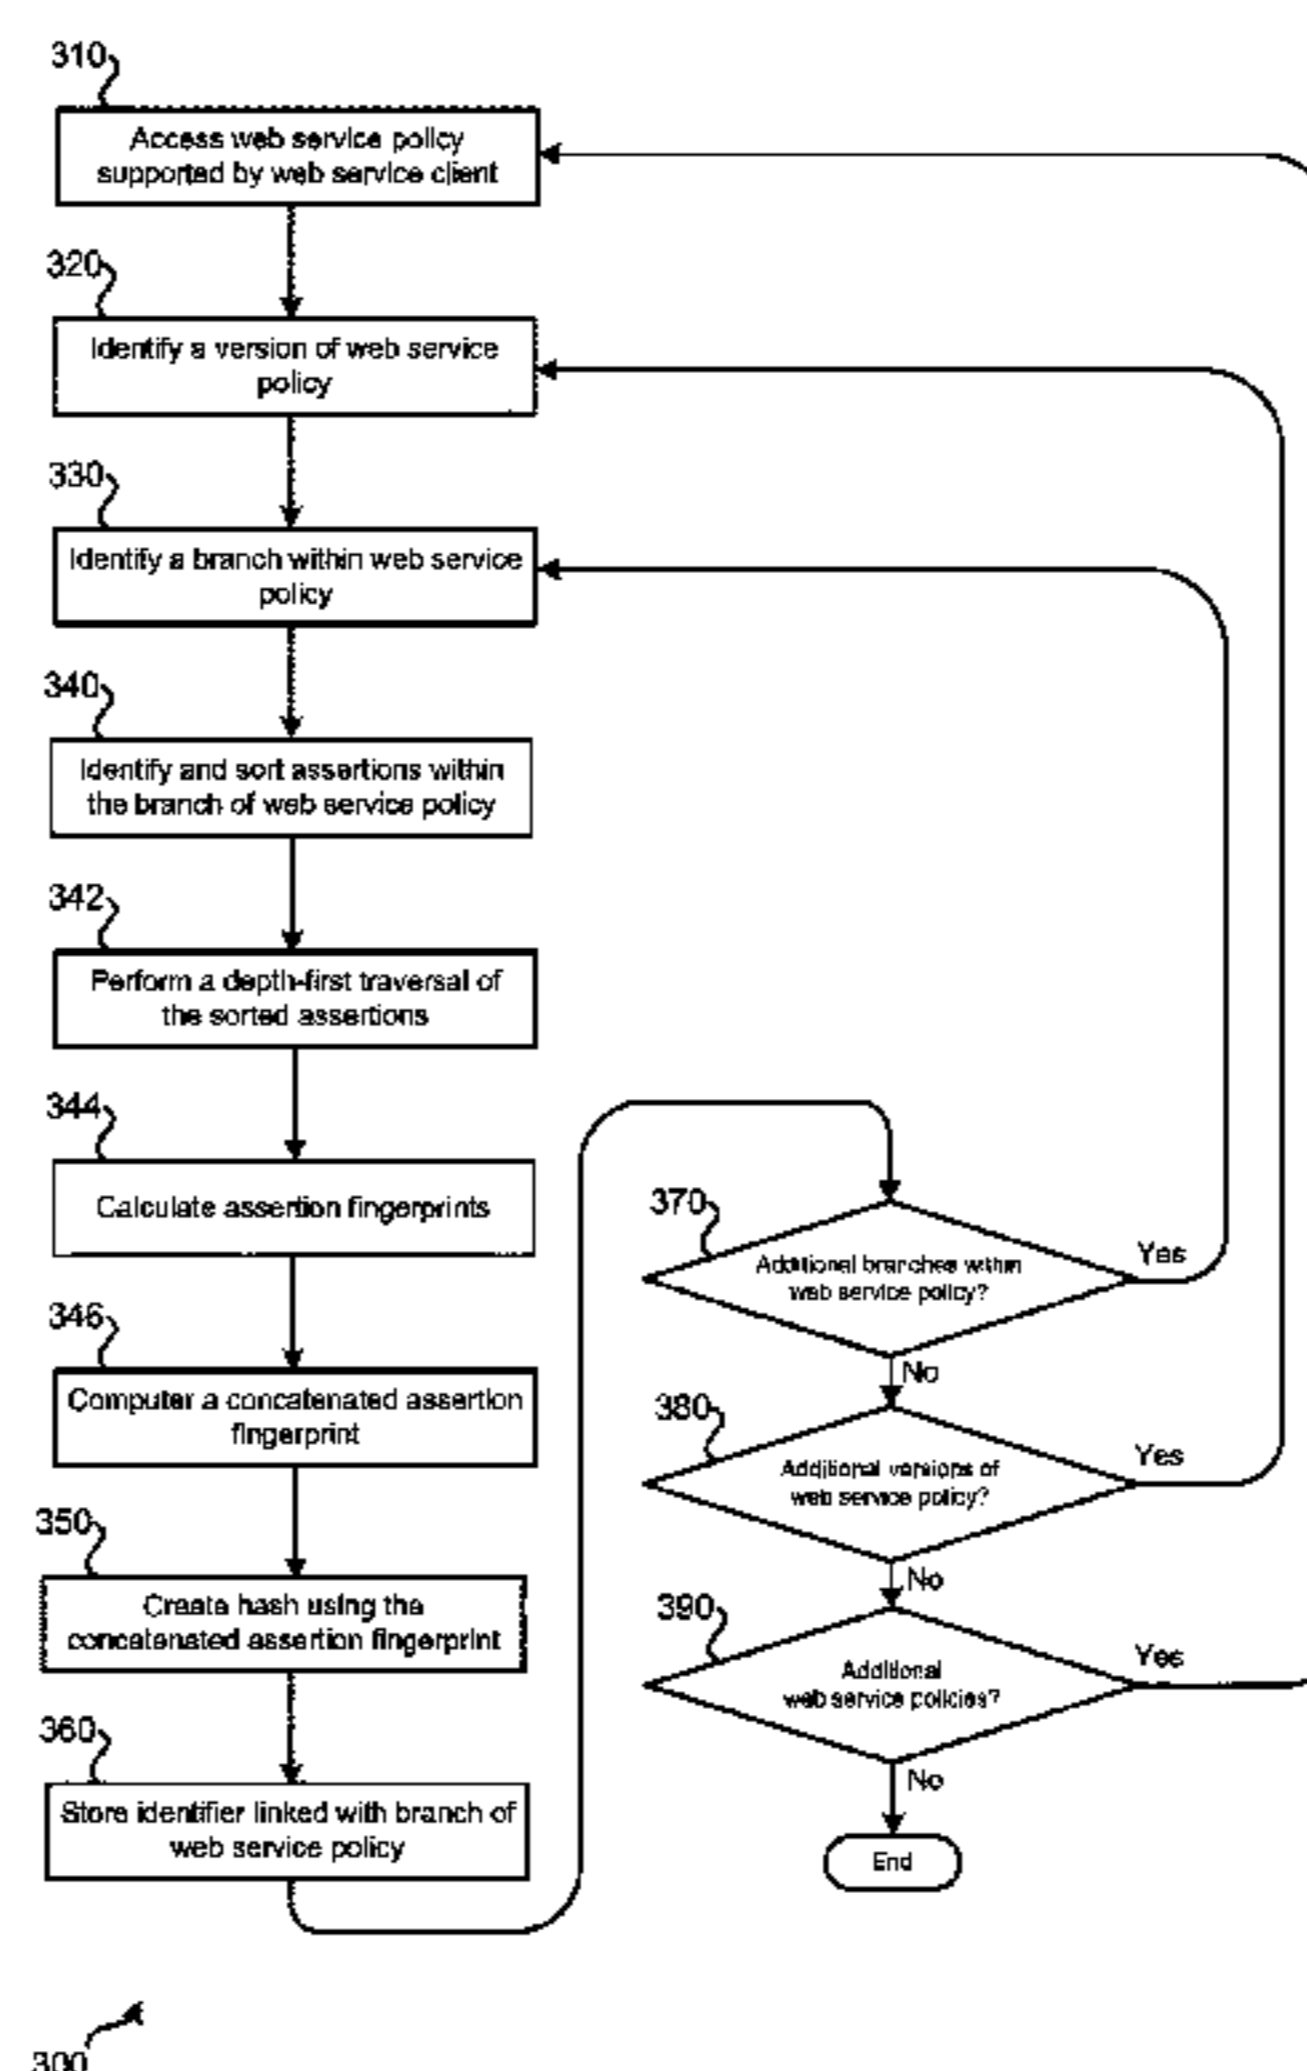 310
Access web service policy
supported by web service client
320
Identify a version of web service
policy
330
Identify a branch within web service
policy
340
Identify and sort assertions within
the branch of web service policy
342
Perform a depth-first traversal of
the sorted assertions
344
Calculate assertion fingerprints
346
Computer a concatenated assertion
fingerprint
350
Create hash using the
concatenated assertion fingerprint
360
Store identifier linked with branch of
web service policy
370
Additional branches within
web service policy?
Yes
No
380
Additional versions of
web service policy?
Yes
No
390
Additional
web service policies?
Yes
No
End
300